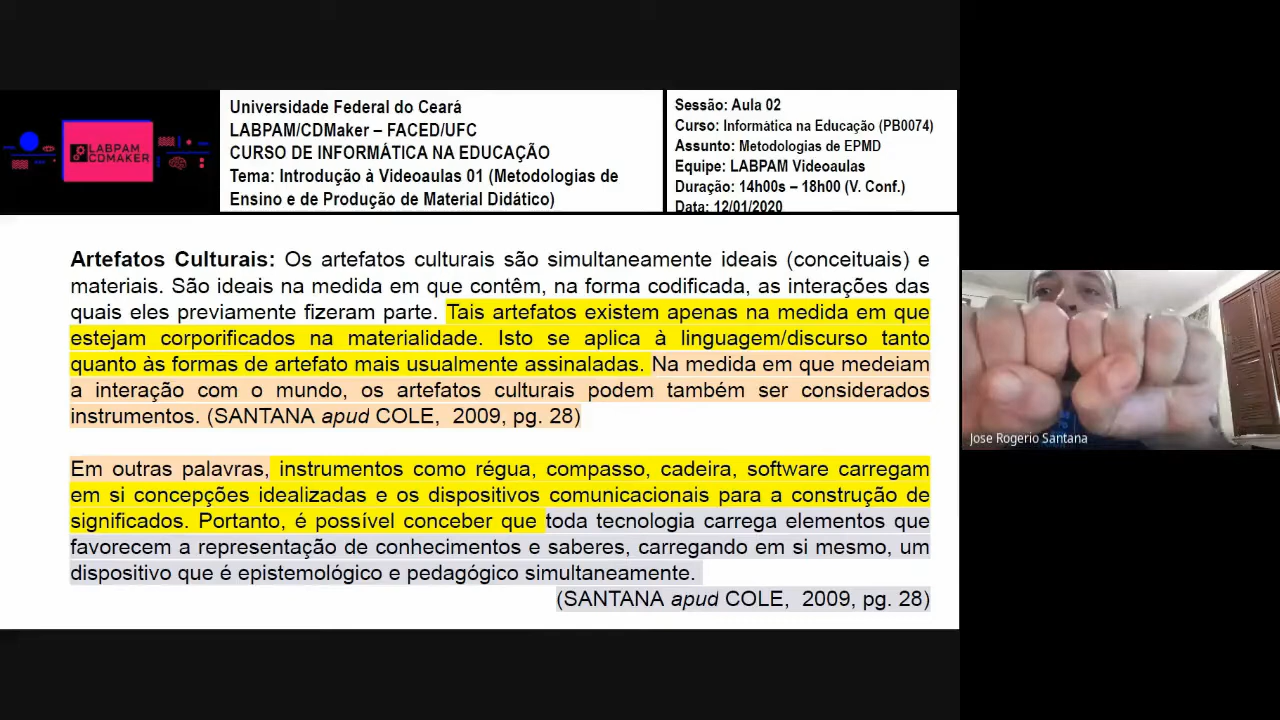 LABPAM
CDMAKER
Universidade Federal do Ceará
LABPAM/CDMaker – FACED/UFC
CURSO DE INFORMÁTICA NA EDUCAÇÃO
Tema: Introdução à Videoaulas 01 (Metodologias de
Ensino e de Produção de Material Didático)
Sessão: Aula 02
Curso: Informática na Educação (PB0074)
Assunto: Metodologias de EPMD
Equipe: LABPAM Videoaulas
Duração: 14h00s – 18h00 (V. Conf.)
Data: 12/01/2020
Artefatos Culturais: Os artefatos culturais são simultaneamente ideais (conceituais) e
materiais. São ideais na medida em que contêm, na forma codificada, as interações das
quais eles previamente fizeram parte. Tais artefatos existem apenas na medida em que
estejam corporificados na materialidade. Isto se aplica à linguagem/discurso tanto
quanto às formas de artefato mais usualmente assinaladas. Na medida em que medeiam
a interação com o mundo, os artefatos culturais podem também ser considerados
instrumentos. (SANTANA apud COLE, 2009, pg. 28)
Em outras palavras, instrumentos como régua, compasso, cadeira, software carregam
em si concepções idealizadas e os dispositivos comunicacionais para a construção de
significados. Portanto, é possível conceber que toda tecnologia carrega elementos que
favorecem a representação de conhecimentos e saberes, carregando em si mesmo, um
dispositivo que é epistemológico e pedagógico simultaneamente.
(SANTANA apud COLE, 2009, pg. 28)
Jose Rogerio Santana